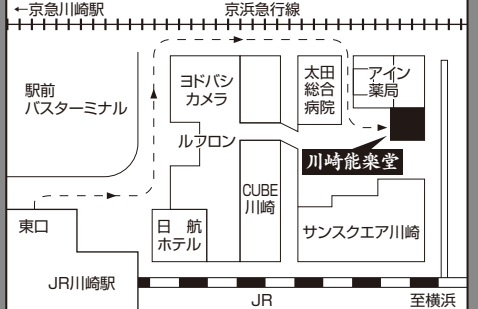 ←京急川崎駅
京浜急行線
駅前
バスターミナル
ヨドバシ
カメラ
太田
総合
病院
アイン
薬局
ルフロン
川崎能楽堂
CUBE
川崎
東口
日航
ホテル
サンスクエア川崎
JR川崎駅
JR
至横浜